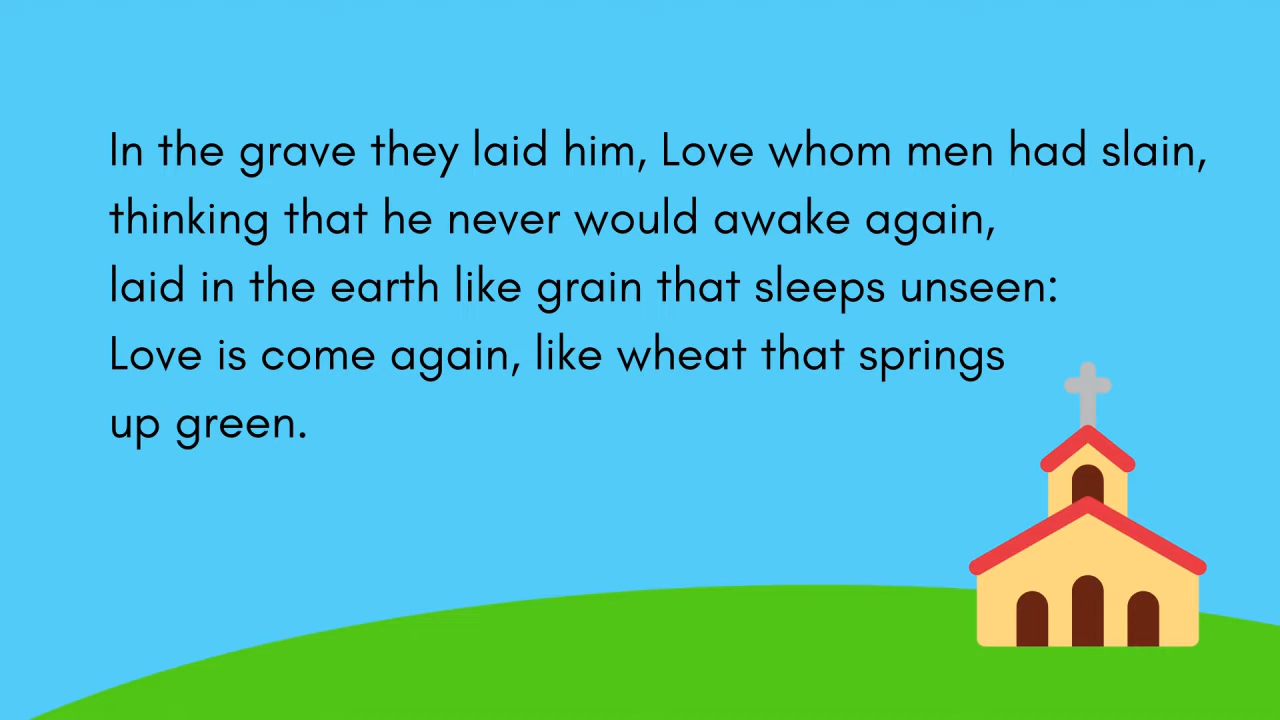 In the grave they laid him, Love whom men had slain,
thinking that he never would awake again,
laid in the earth like grain that sleeps unseen:
Love is come again, like wheat that springs
up green.